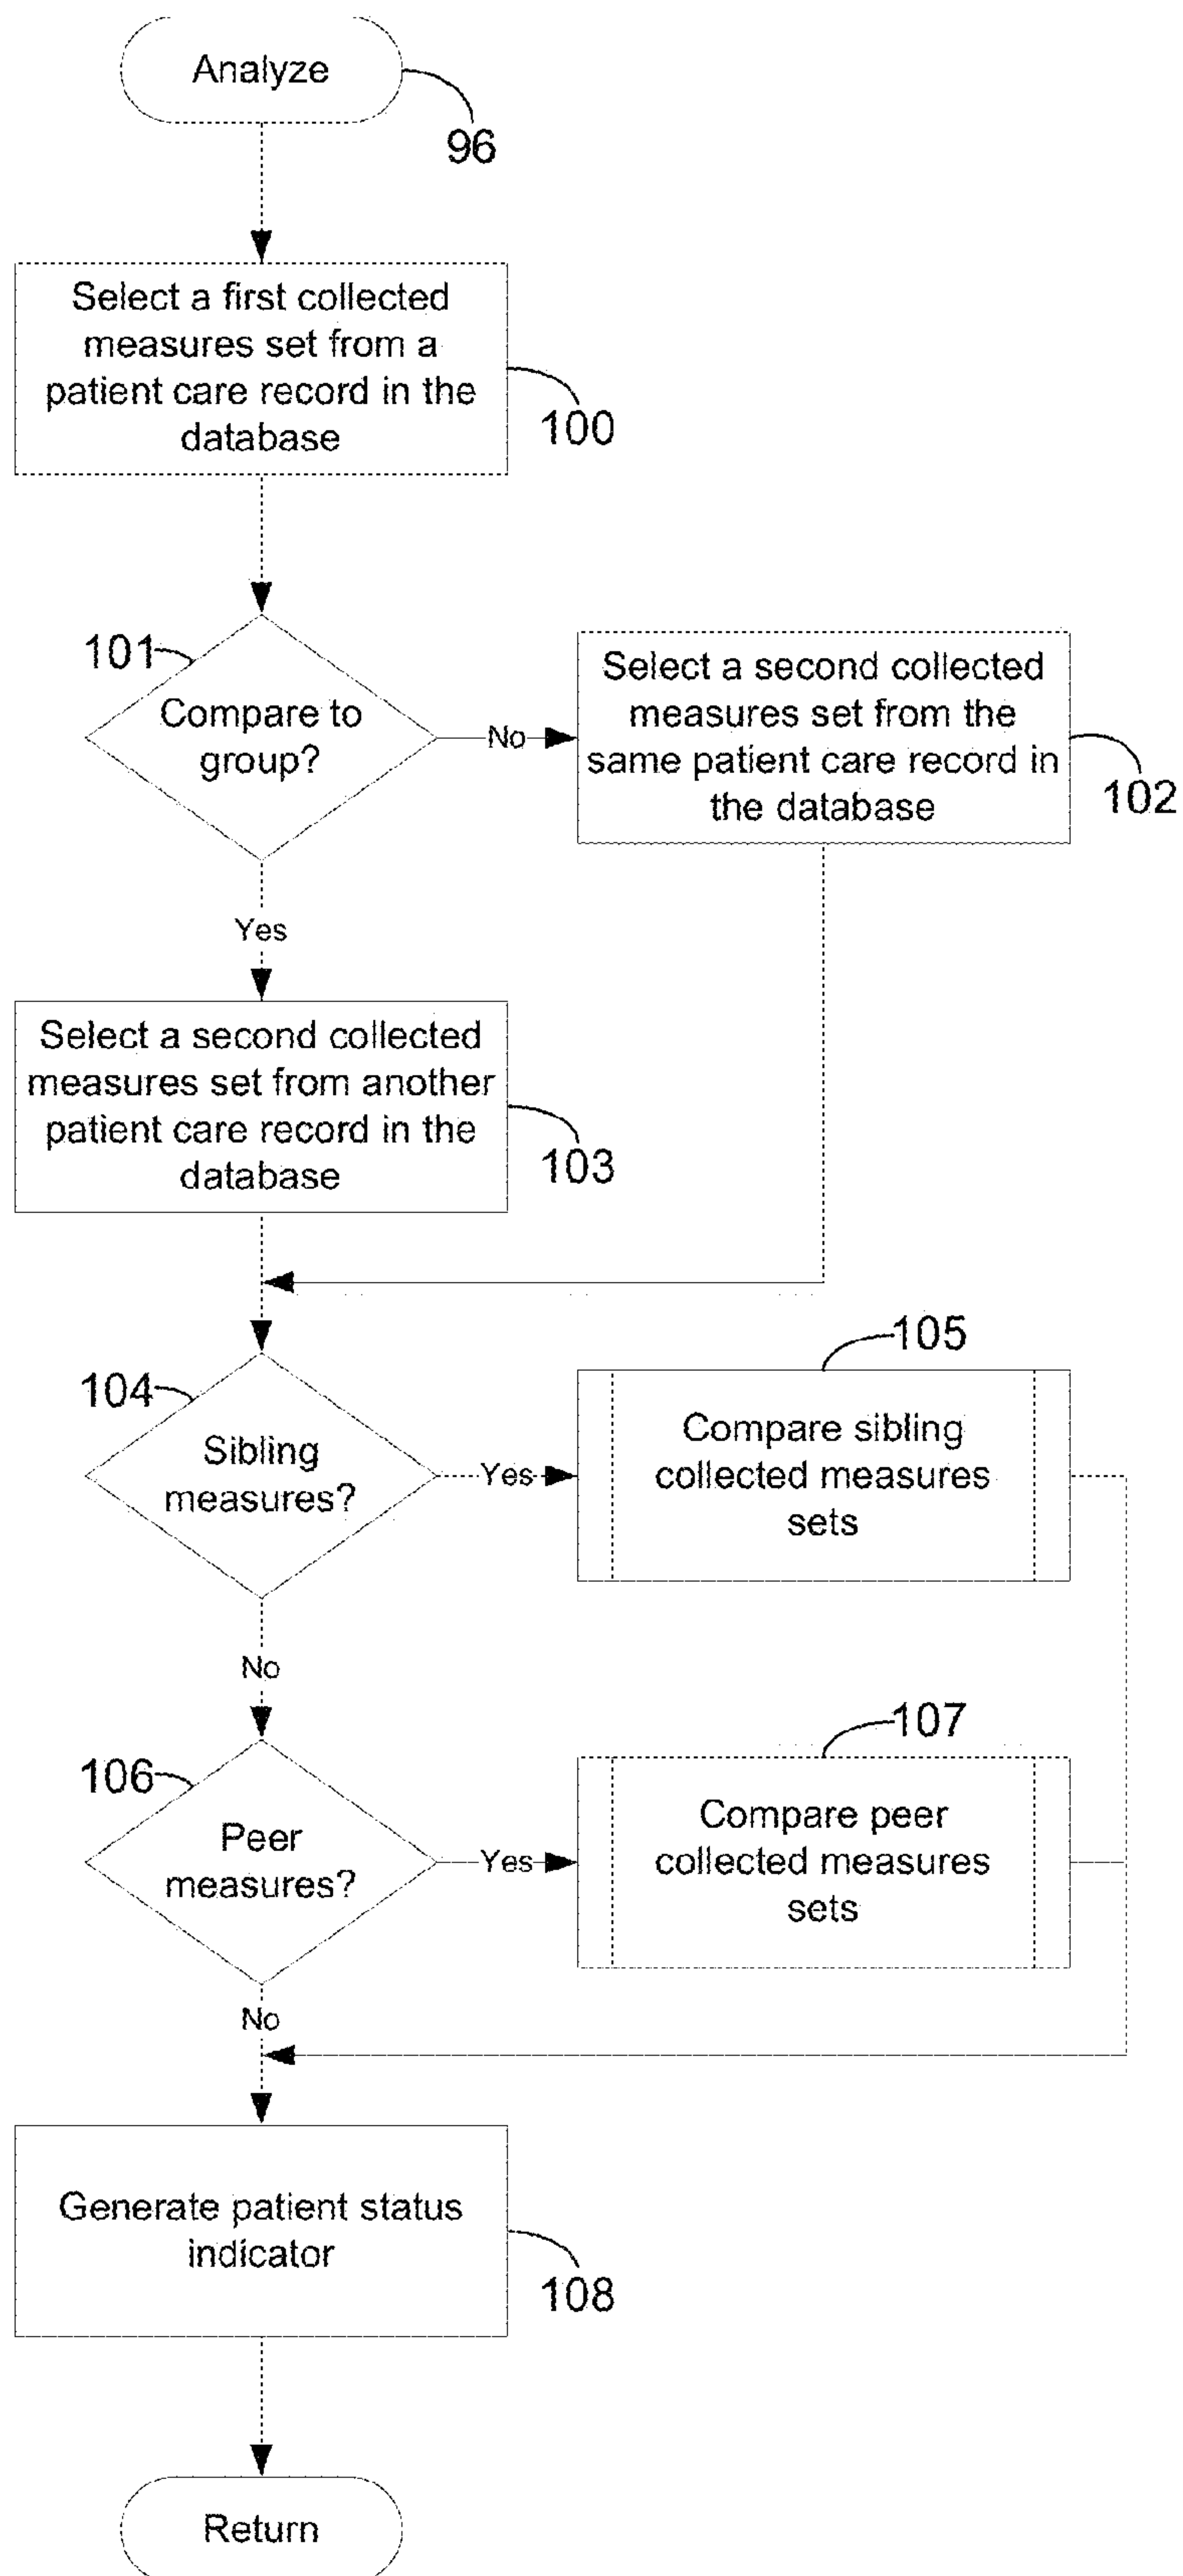 Analyze
96
Select a first collected
measures set from a
patient care record in the
database
100
101
Compare to
group?
No
Select a second collected
measures set from the
same patient care record in
the database
102
Yes
Select a second collected
measures set from another
patient care record in the
database
103
104
Sibling
measures?
Yes
105
Compare sibling
collected measures
sets
No
106
Peer
measures?
Yes
107
Compare peer
collected measures
sets
No
Generate patient status
indicator
108
Return